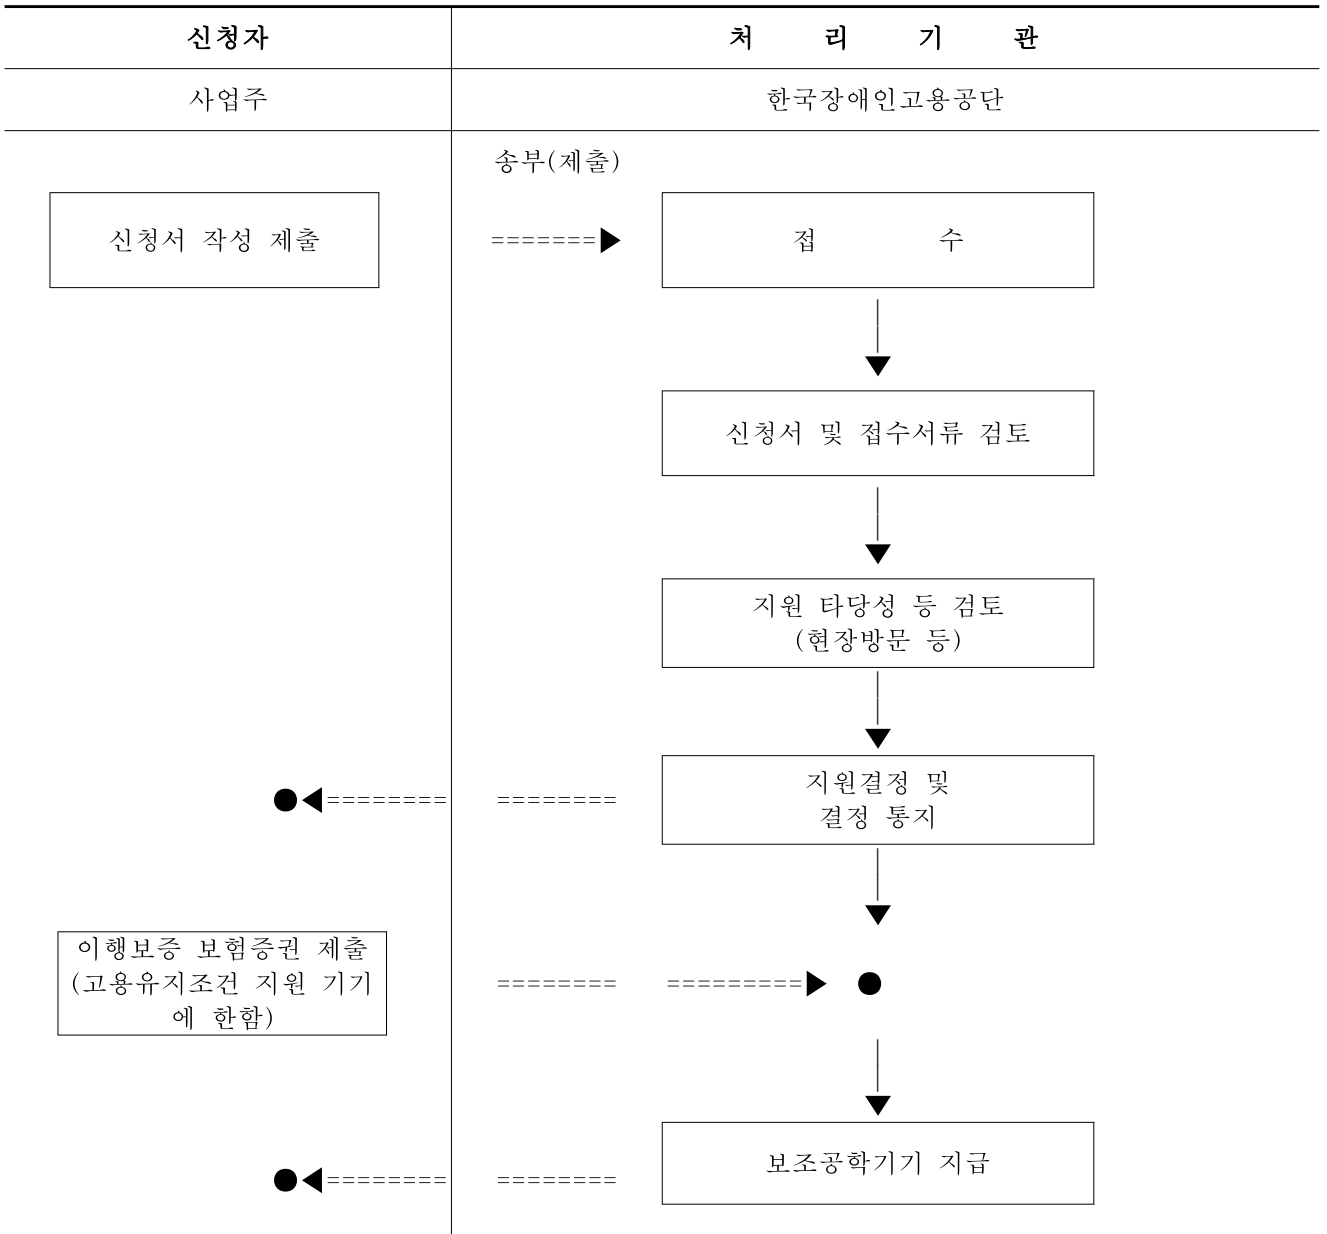 신청자
처 리 기 관
사업주
한국장애인고용공단
송부(제출)
신청서 작성 제출
=======▶
접 수
▼
신청서 및 접수서류 검토
▼
지원 타당성 등 검토
(현장방문 등)
▼
지원결정 및
결정 통지
●◀======== ========
▼
이행보증 보험증권 제출
(고용유지조건 지원 기기
에 한함)
======== =========▶ ●
▼
보조공학기기 지급
●◀======== ========